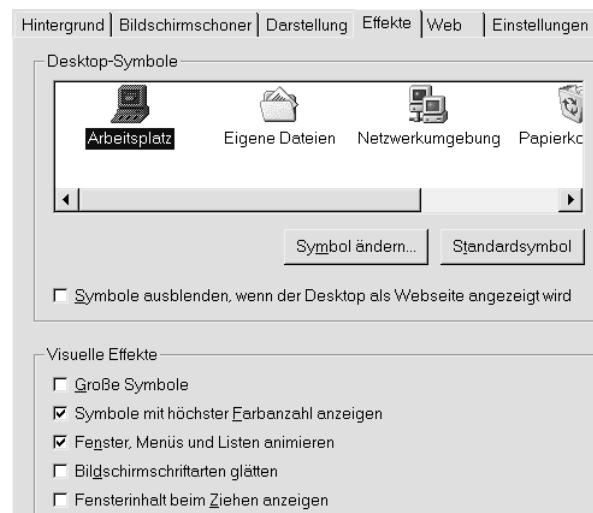 Hintergrund Bildschirmschoner Darstellung Effekte Web Einstellungen
Desktop-Symbole
Arbeitsplatz Eigene Dateien Netzwerkumgebung Papierko
Symbol ändern... Standardsymbol
Symbole ausblenden, wenn der Desktop als Webseite angezeigt wird
Visuelle Effekte
Große Symbole
Symbole mit höchster Farbanzahl anzeigen
Fenster, Menüs und Listen animieren
Bildschirmschriftarten glätten
Fensterinhalt beim Ziehen anzeigen